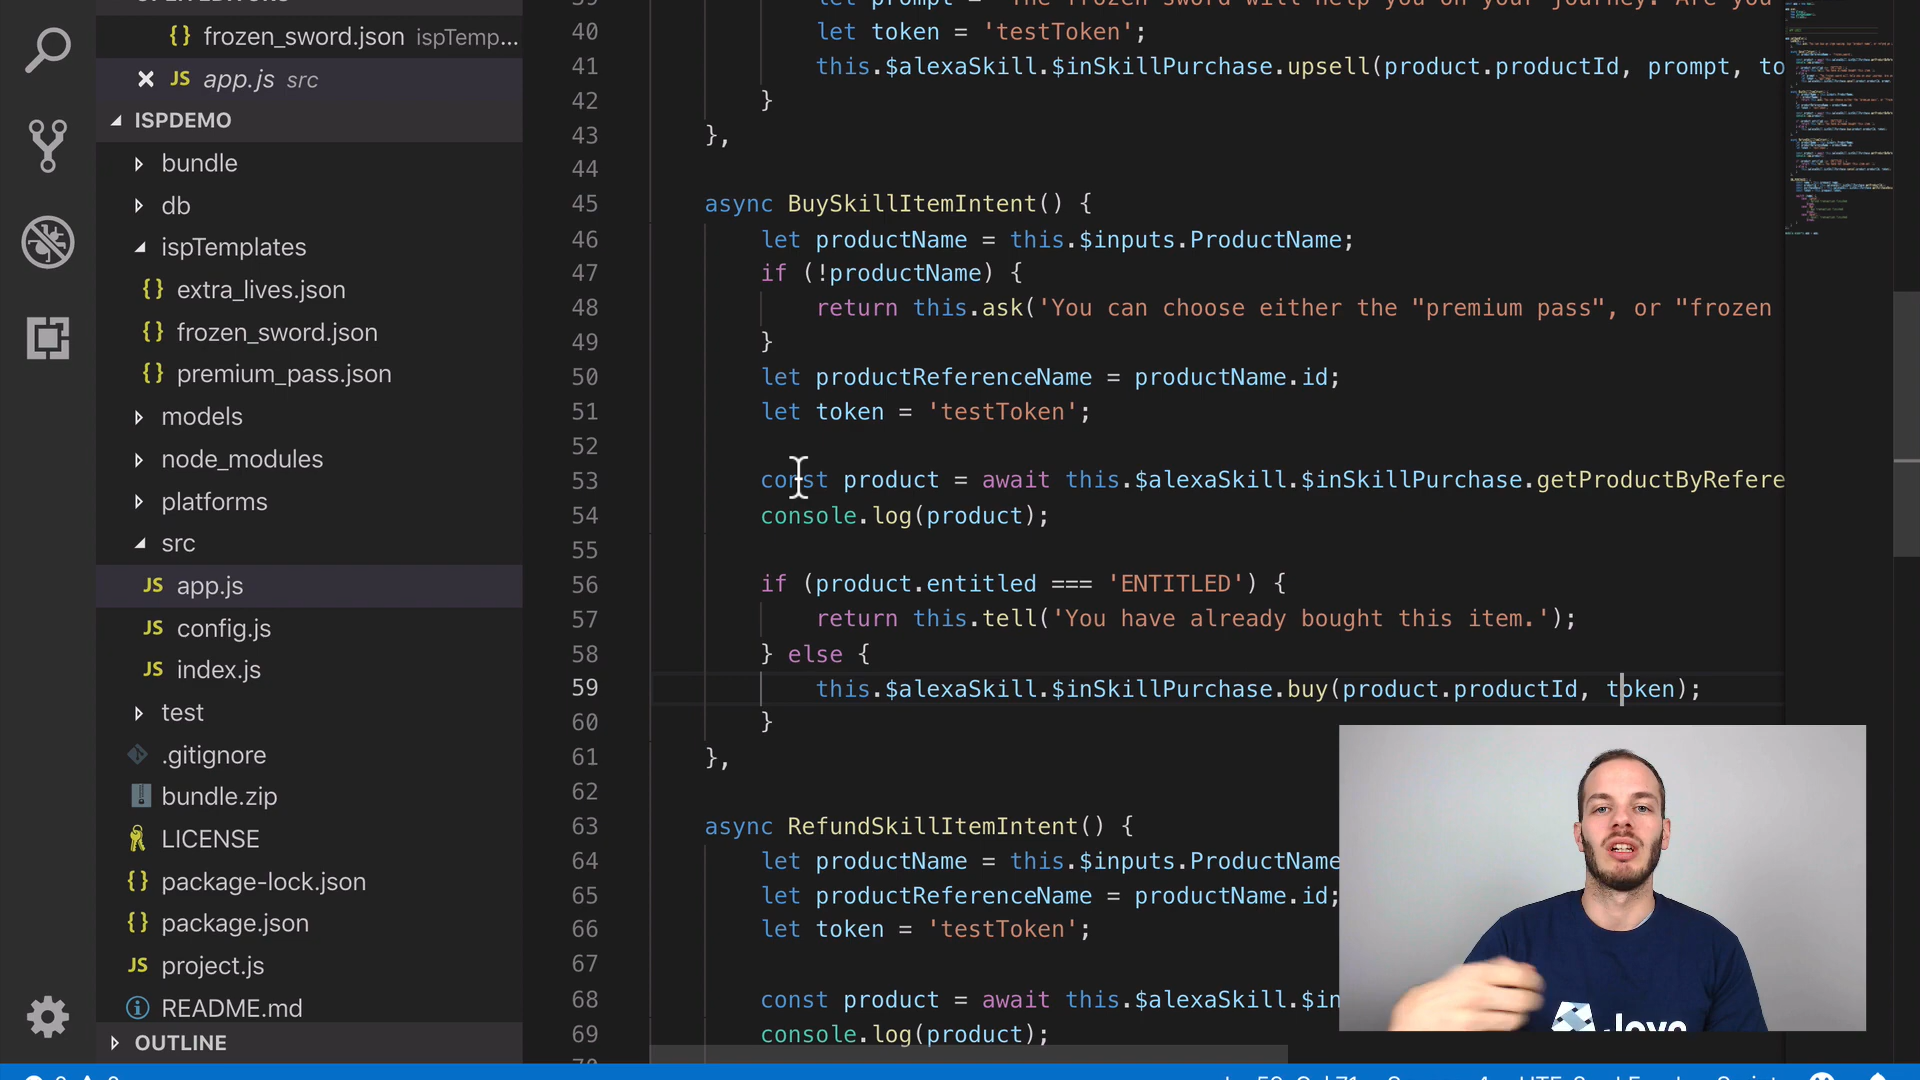 frozen_sword.json ispTemp...
app.js src
ISPDEMO
bundle
db
ispTemplates
extra_lives.json
frozen_sword.json
premium_pass.json
models
node_modules
platforms
src
app.js
config.js
index.js
test
.gitignore
bundle.zip
LICENSE
package-lock.json
package.json
project.js
README.md
OUTLINE
40 let token = 'testToken';
41 this.$alexaSkill.$inSkillPurchase.upsell(product.productId, prompt, to
42 }
43 },
44
45 async BuySkillItemIntent() {
46 let productName = this.$inputs.ProductName;
47 if (!productName) {
48 return this.ask('You can choose either the "premium pass", or "frozen
49 }
50 let productReferenceName = productName.id;
51 let token = 'testToken';
52
53 const product = await this.$alexaSkill.$inSkillPurchase.getProductByRefere
54 console.log(product);
55
56 if (product.entitled === 'ENTITLED') {
57 return this.tell('You have already bought this item.');
58 } else {
59 this.$alexaSkill.$inSkillPurchase.buy(product.productId, token);
60 }
61 },
62
63 async RefundSkillItemIntent() {
64 let productName = this.$inputs.ProductName
65 let productReferenceName = productName.id;
66 let token = 'testToken';
67
68 const product = await this.$alexaSkill.$in
69 console.log(product);